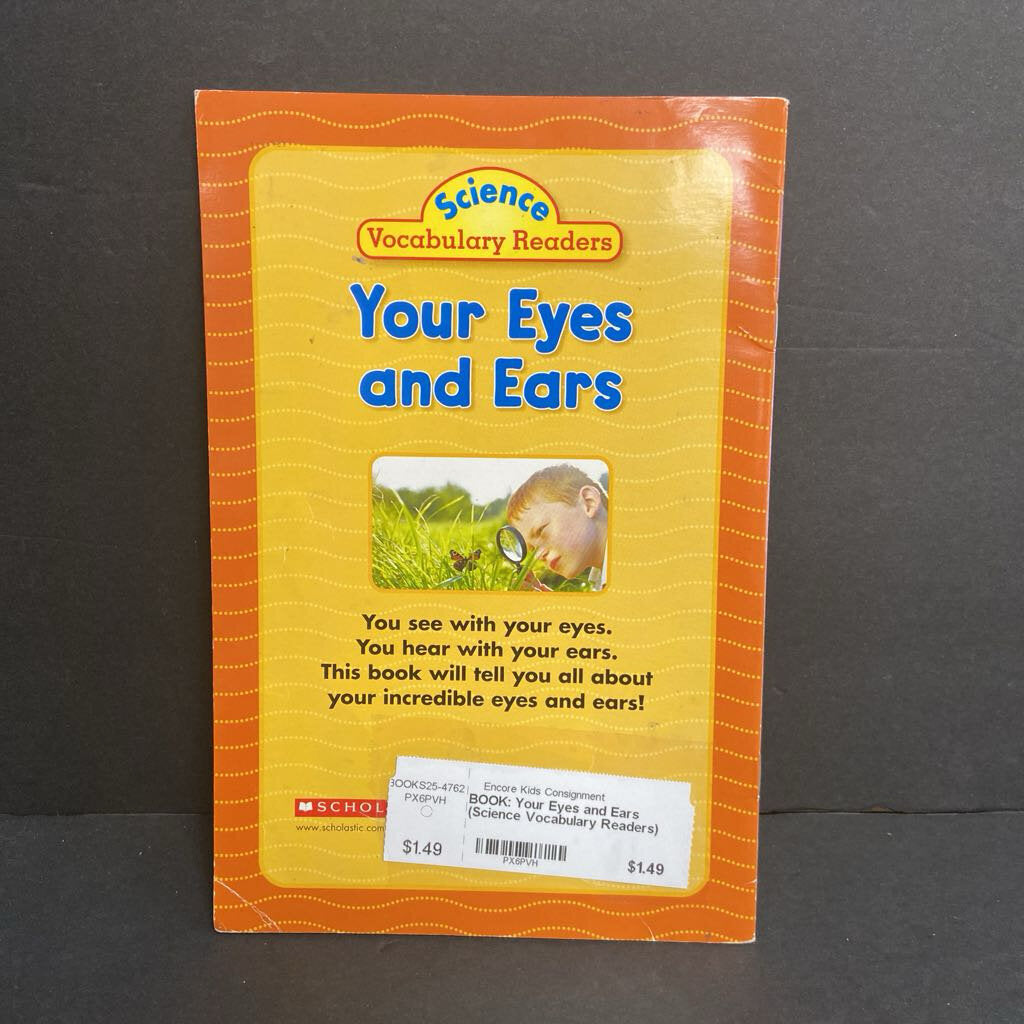 Science
Vocabulary Readers
Your Eyes
and Ears
You see with your eyes.
You hear with your ears.
This book will tell you all about
your incredible eyes and ears!
SCHOL
www.scholastic.com
BOOKS25-4762
PX6PVH
$1.49
Encore Kids Consignment
BOOK: Your Eyes and Ears
(Science Vocabulary Readers)
PX6PVH
$1.49